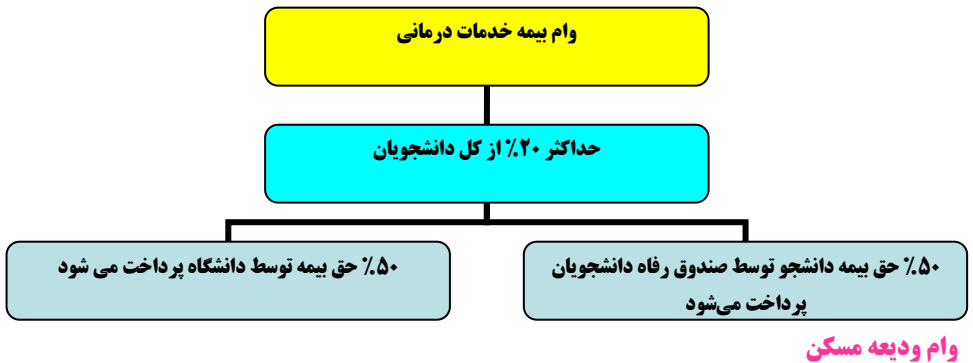 وام بیمه خدمات درمانی
حداکثر ۲۰٪ از کل دانشجویان
۵۰٪ حق بیمه دانشجو توسط صندوق رفاه دانشجویان
پرداخت می‌شود
۵۰٪ حق بیمه توسط دانشگاه پرداخت می شود
وام ودیعه مسکن